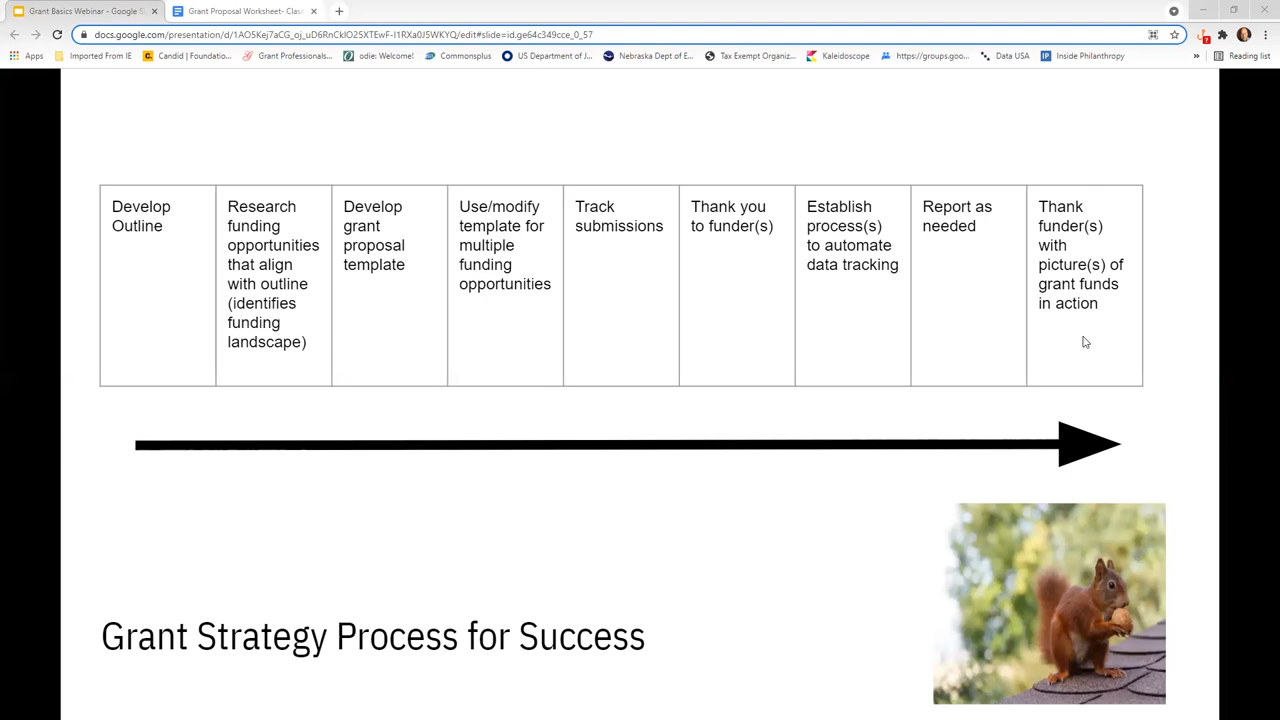 Grant Basics Webinar - Google Sl
Grant Proposal Worksheet- Clas
docs.google.com/presentation/d/1AO5Kej7aCG_oj_uD6RnCkIO25XTEwF-I1RXa0J5WKYQ/edit#slide=id.ge64c349cce_0_57
Apps
Imported From IE
Candid | Foundatio...
Grant Professionals...
odie: Welcome!
Commonsplus
US Department of J...
Nebraska Dept of E...
Tax Exempt Organiz...
Kaleidoscope
https://groups.goo...
Data USA
Inside Philanthropy
»
Reading list
Develop
Outline
Research
funding
opportunities
that align
with outline
(identifies
funding
landscape)
Develop
grant
proposal
template
Use/modify
template for
multiple
funding
opportunities
Track
submissions
Thank you
to funder(s)
Establish
process(s)
to automate
data tracking
Report as
needed
Thank
funder(s)
with
picture(s) of
grant funds
in action
Grant Strategy Process for Success